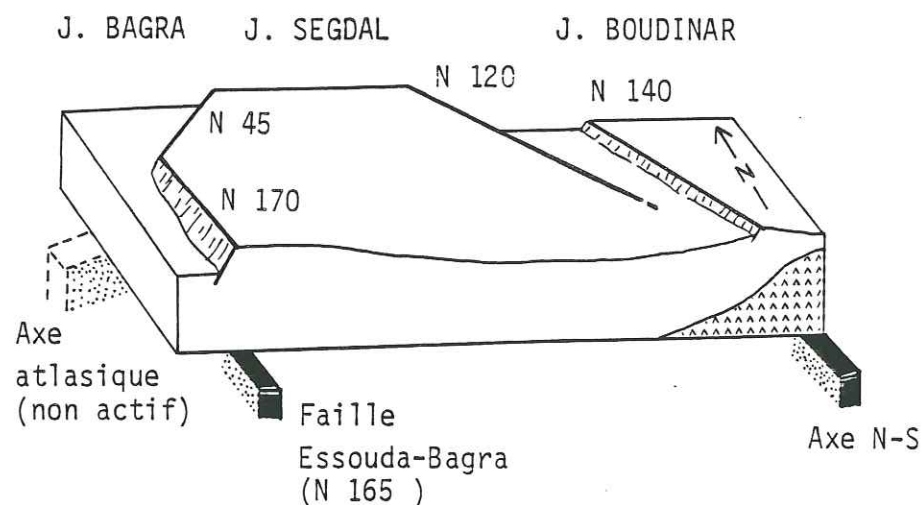 J. BAGRA J. SEGDAL J. BOUDINAR
N 120
N 140
N 45
N 170
N
Axe
atlasique
(non actif)
Faille
Essouda-Bagra
(N 165 )
Axe N-S